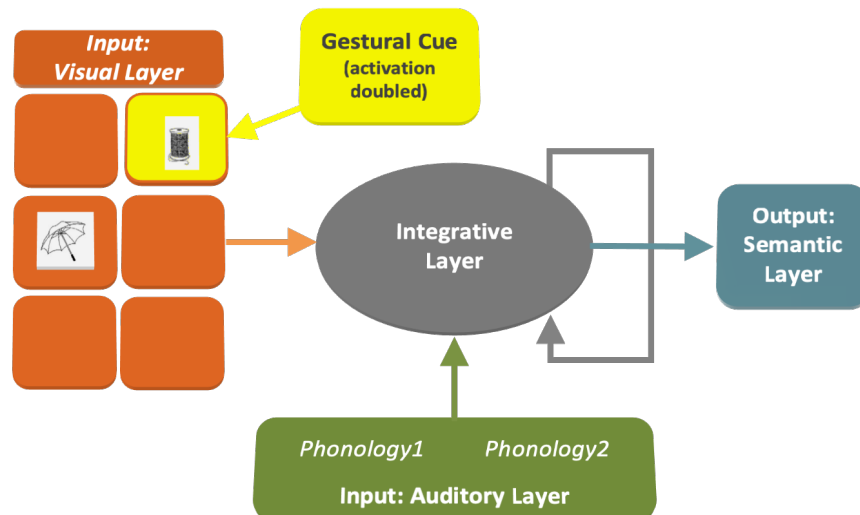 Input:
Visual Layer
Gestural Cue
(activation
doubled)
Integrative
Layer
Output:
Semantic
Layer
Phonology1 Phonology2
Input: Auditory Layer